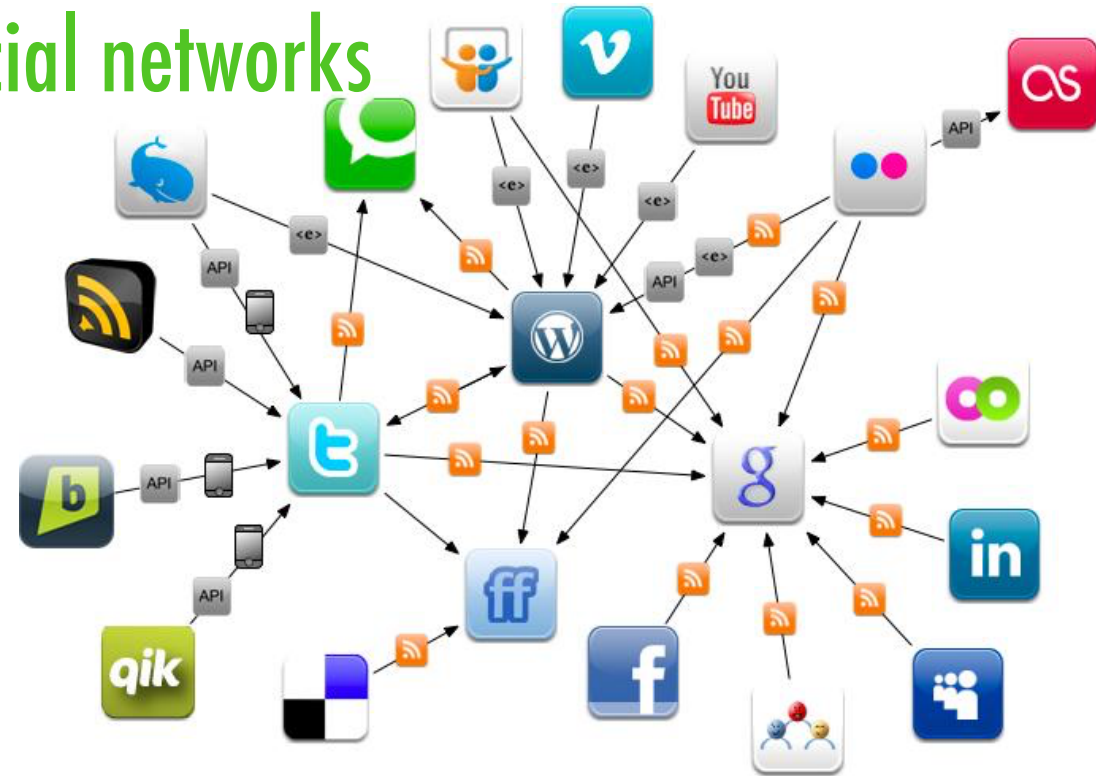 cial networks
You
Tube
API
<e>
<e>
<e>
<e>
API
<e>
API
API
API
API
b
t
g
ff
in
f
qik